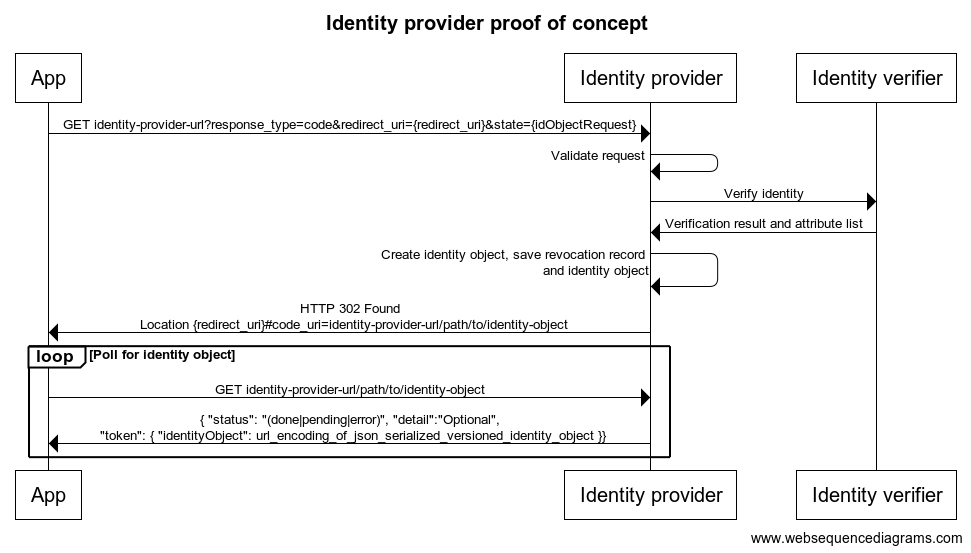 Identity provider proof of concept
App
Identity provider
Identity verifier
GET identity-provider-url?response_type=code&redirect_uri={redirect_uri}&state={idObjectRequest}
Validate request
Verify identity
Verification result and attribute list
Create identity object, save revocation record
and identity object
HTTP 302 Found
Location {redirect_uri}#code_uri=identity-provider-url/path/to/identity-object
loop
[Poll for identity object]
GET identity-provider-url/path/to/identity-object
{ "status": "(done|pending|error)", "detail":"Optional",
"token": { "identityObject": url_encoding_of_json_serialized_versioned_identity_object }}
App
Identity provider
Identity verifier
www.websequencediagrams.com